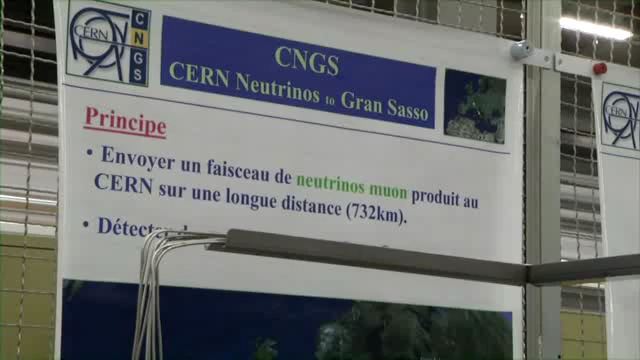 CERN
CNGS
CNGS
CERN Neutrinos to Gran Sasso
Principe
• Envoyer un faisceau de neutrinos muon produit au
CERN sur une longue distance (732km).
CERN